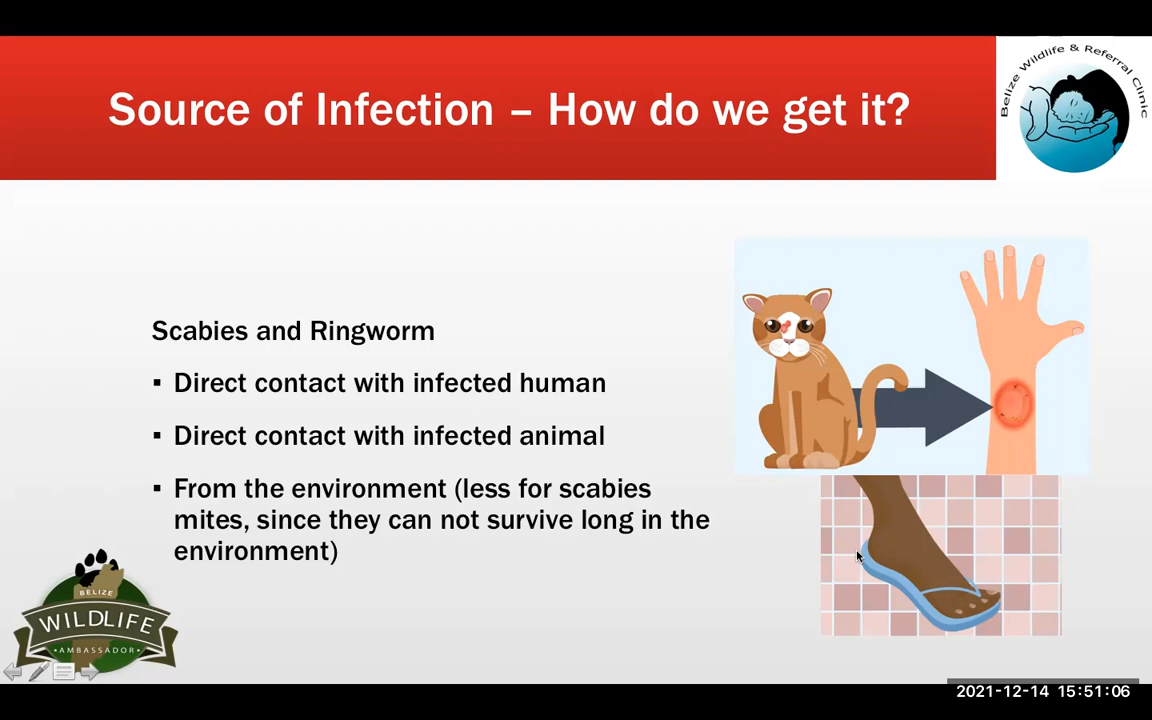 Source of Infection – How do we get it?
Belize Wildlife & Referral Clinic
Scabies and Ringworm
▪ Direct contact with infected human
▪ Direct contact with infected animal
▪ From the environment (less for scabies
mites, since they can not survive long in the
environment)
BELIZE
WILDLIFE
• AMBASSADOR •
2021-12-14 15:51:06